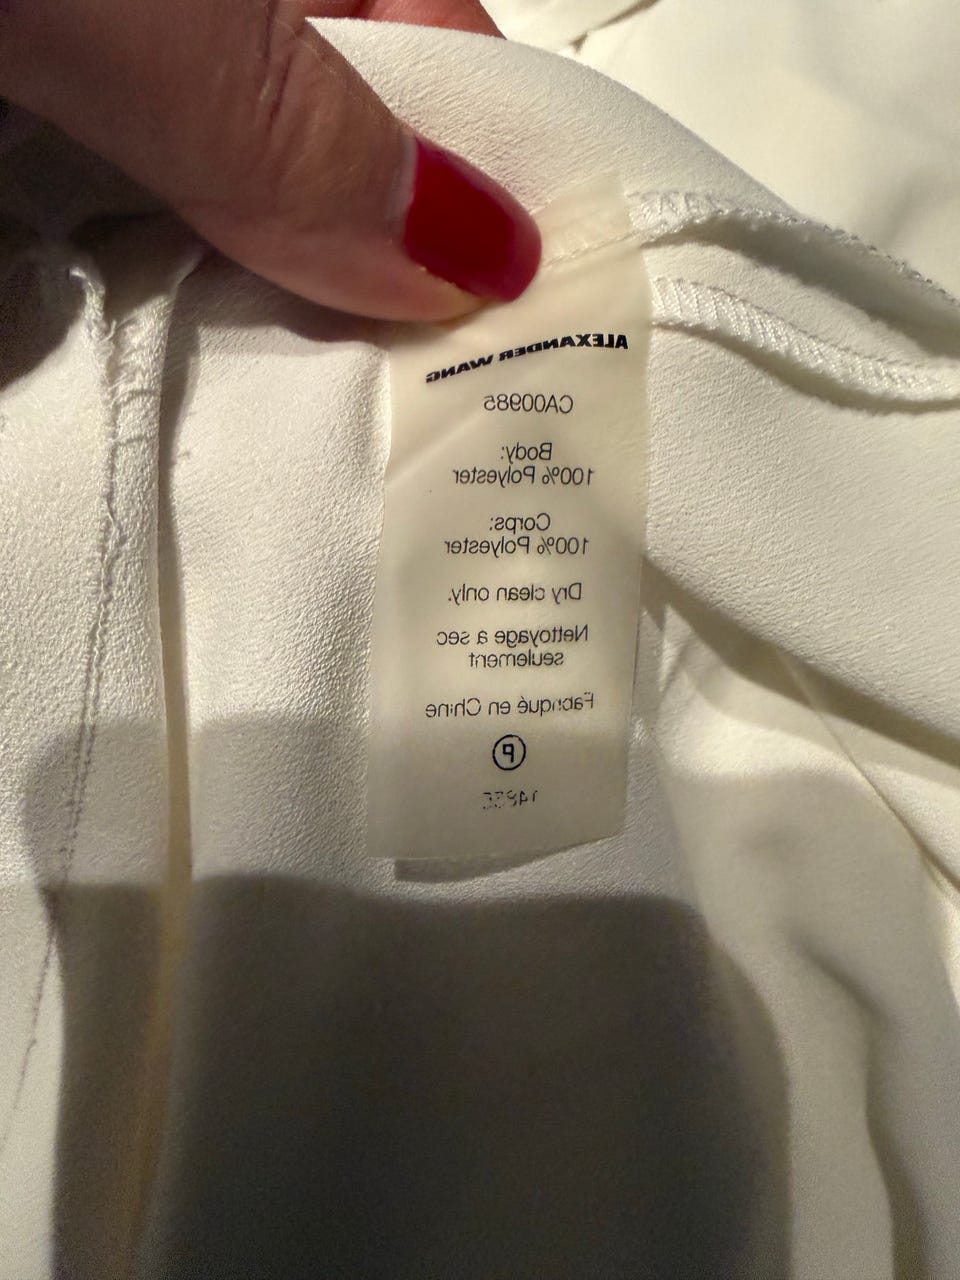 ALEXANDER WANG
CA00985
Body:
100% Polyester
Corps:
100% Polyester
Dry clean only.
Nettoyage a sec
seulement
Fabriqué en Chine
P